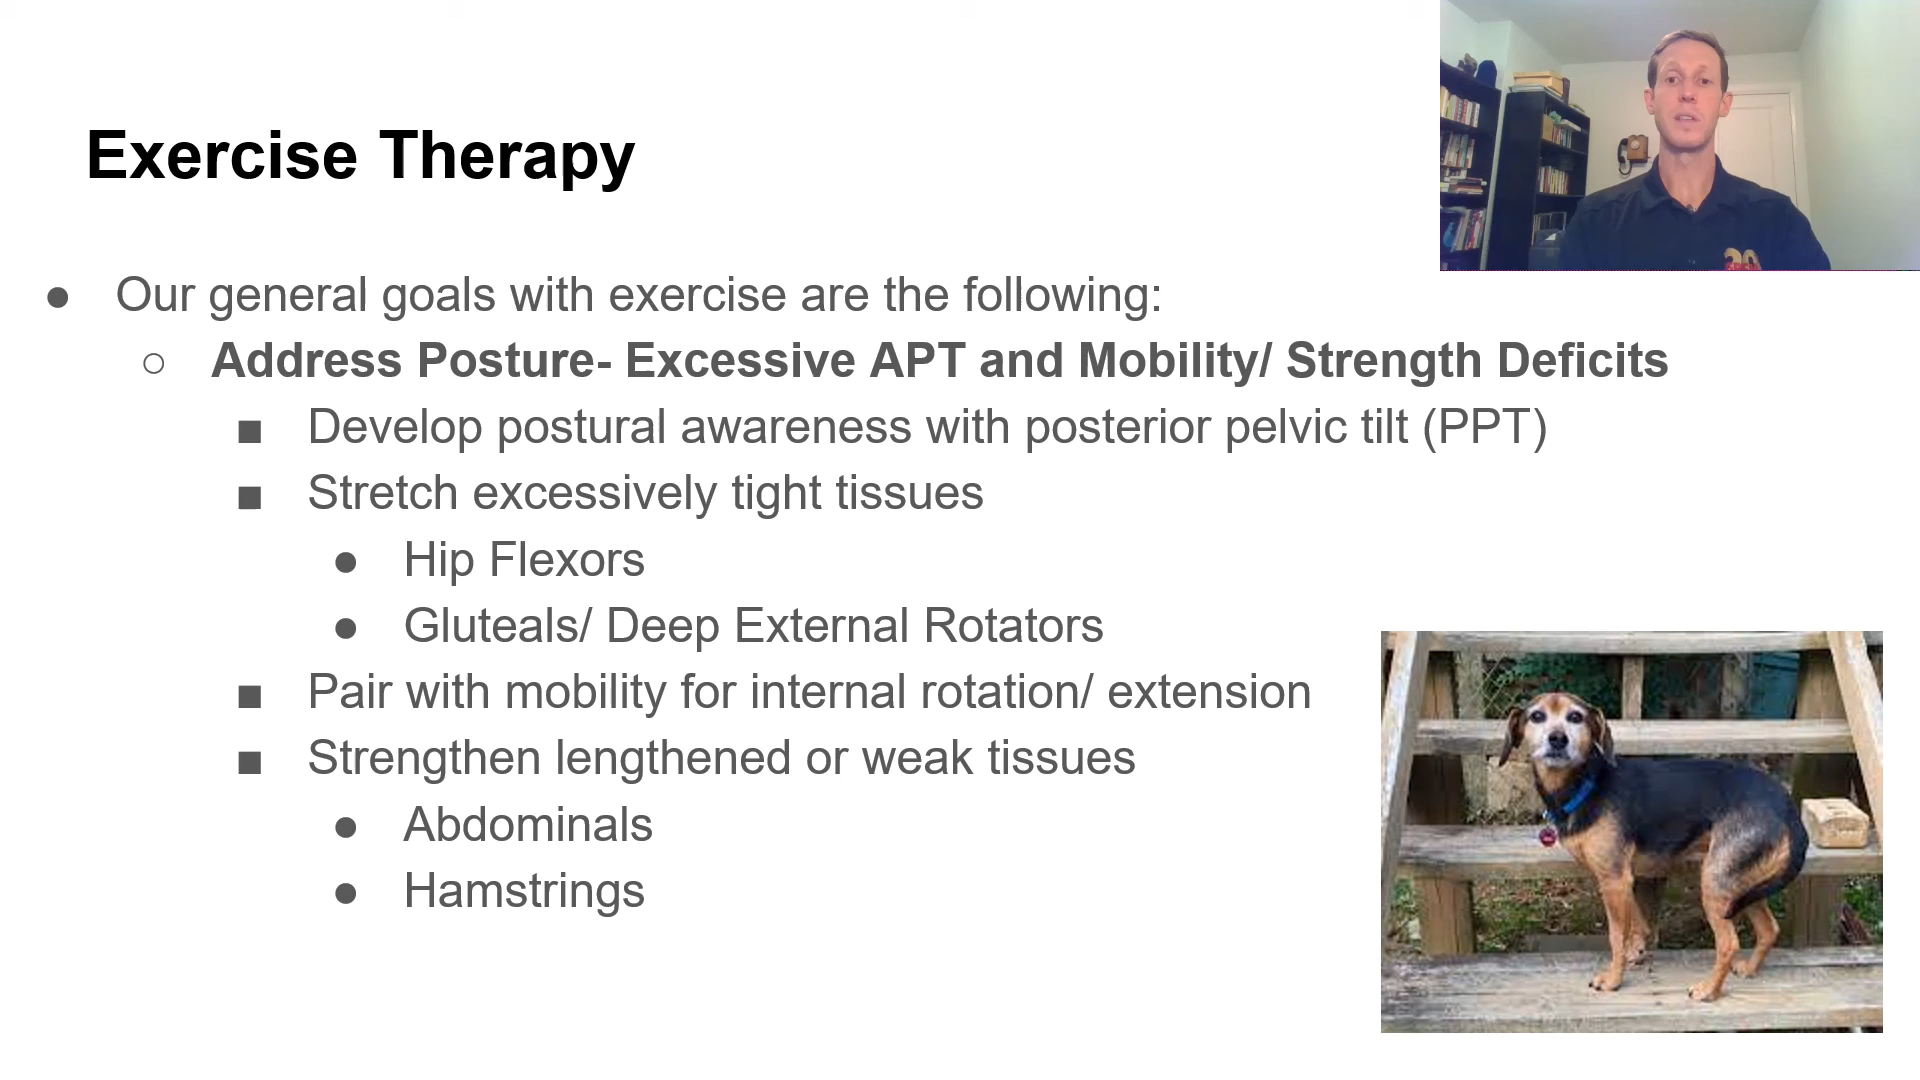 Exercise Therapy
● Our general goals with exercise are the following:
○ Address Posture- Excessive APT and Mobility/ Strength Deficits
■ Develop postural awareness with posterior pelvic tilt (PPT)
■ Stretch excessively tight tissues
● Hip Flexors
● Gluteals/ Deep External Rotators
■ Pair with mobility for internal rotation/ extension
■ Strengthen lengthened or weak tissues
● Abdominals
● Hamstrings